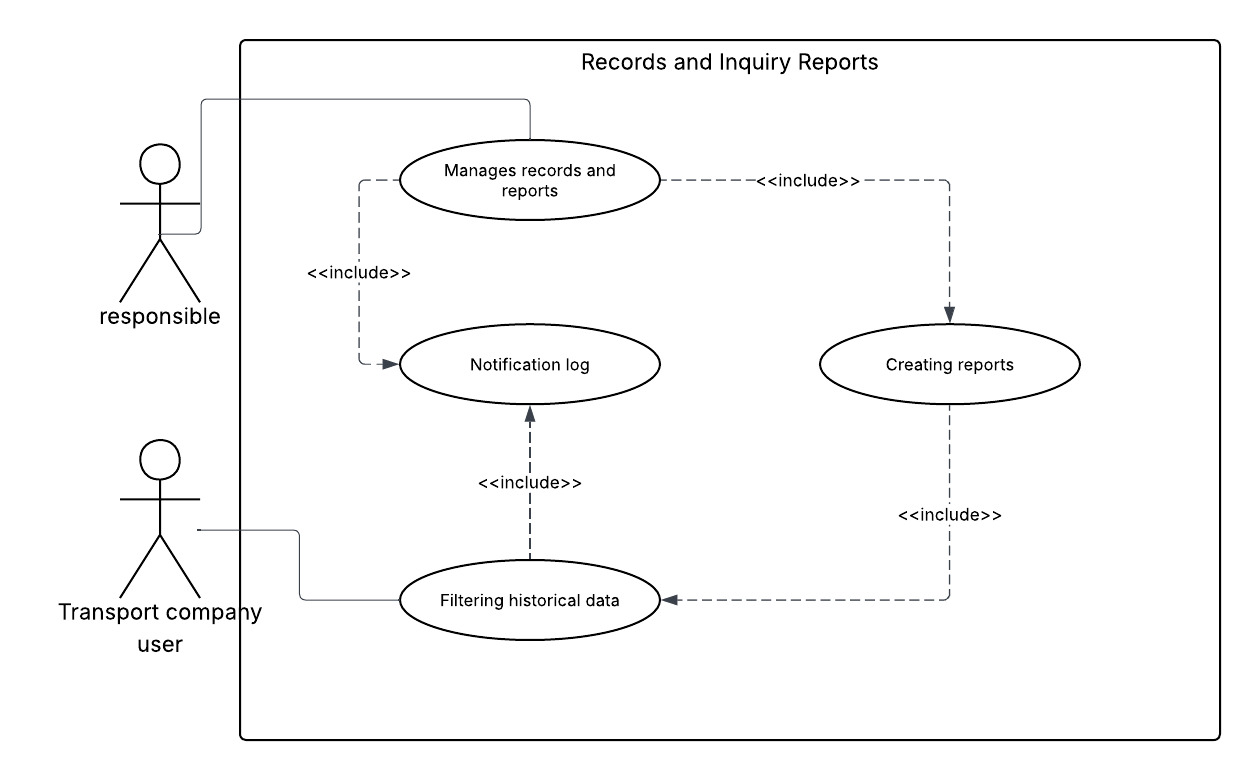 Records and Inquiry Reports
Manages records and
reports
<<include>>
<<include>>
responsible
Notification log
Creating reports
<<include>>
<<include>>
Filtering historical data
Transport company
user